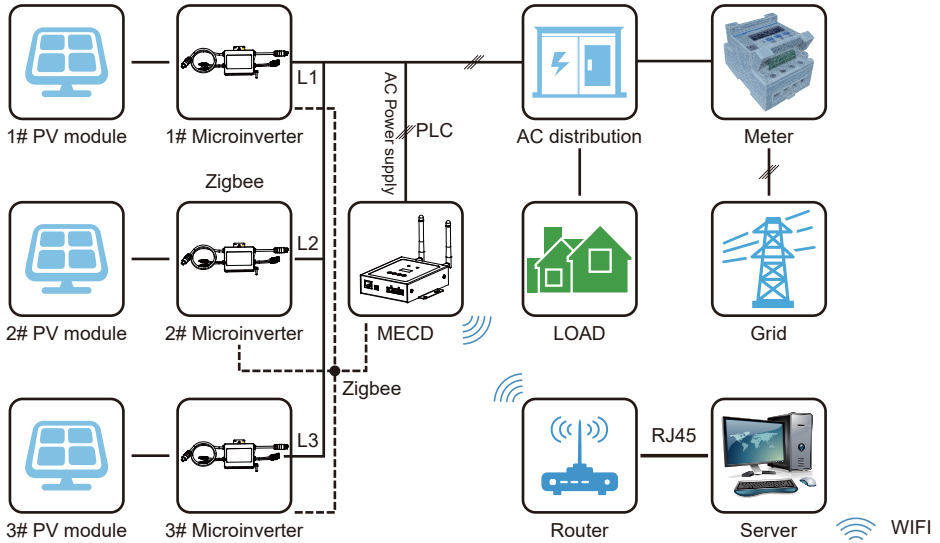 L1
AC Power supply
PLC
1# PV module
1# Microinverter
AC distribution
Meter
Zigbee
L2
2# PV module
2# Microinverter
MECD
LOAD
Grid
Zigbee
L3
RJ45
3# PV module
3# Microinverter
Router
Server
WIFI